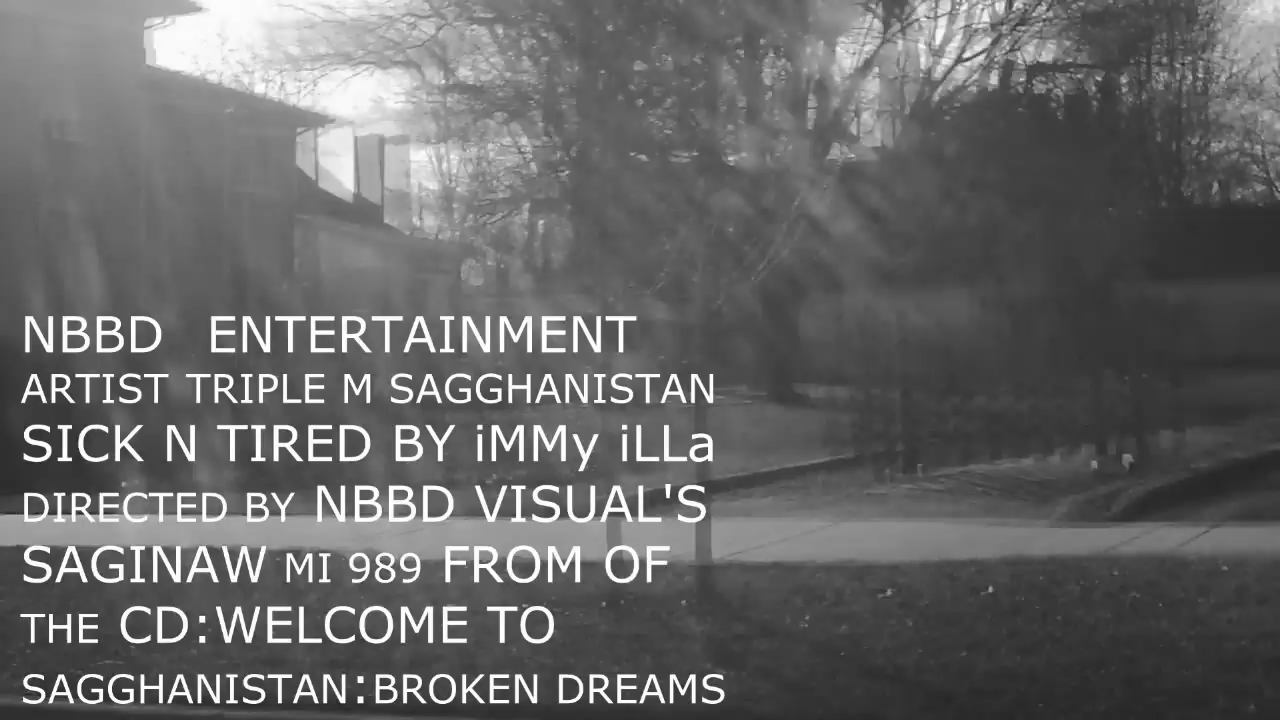 NBBD ENTERTAINMENT
ARTIST TRIPLE M SAGGHANISTAN
SICK N TIRED BY iMMy iLLa
DIRECTED BY NBBD VISUAL'S
SAGINAW MI 989 FROM OF
THE CD:WELCOME TO
SAGGHANISTAN:BROKEN DREAMS